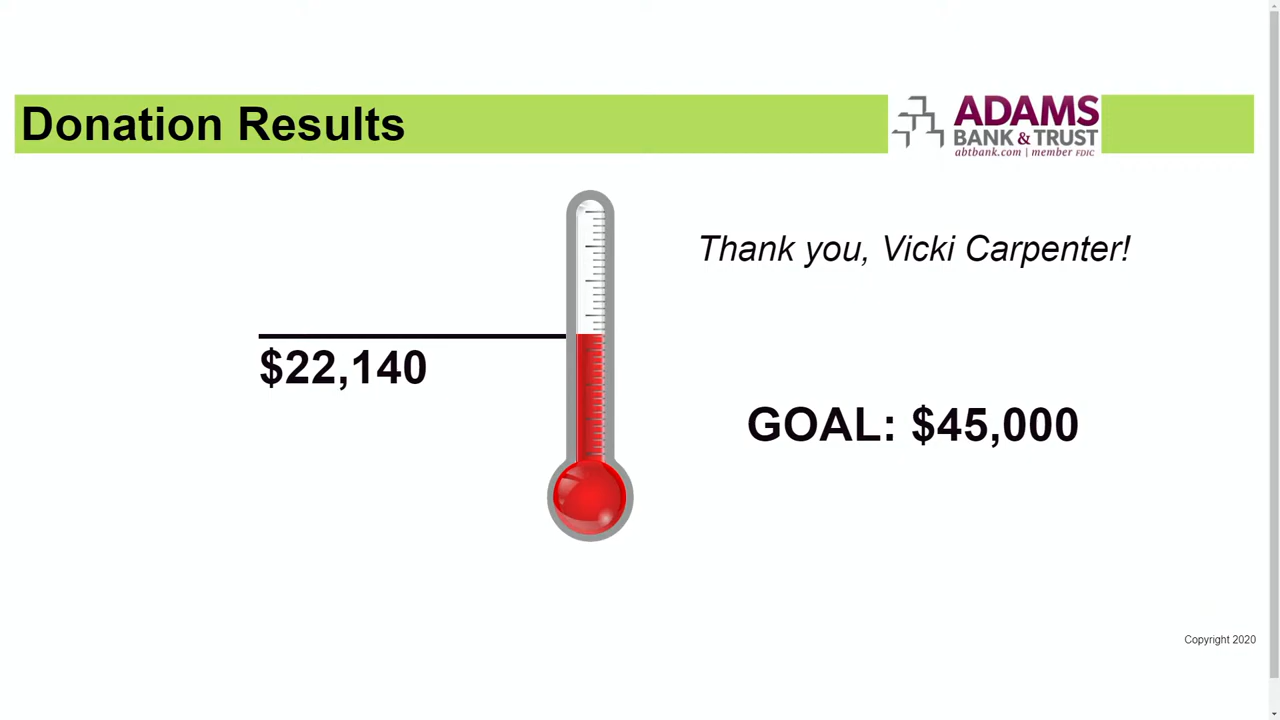 Donation Results
ADAMS
BANK & TRUST
abtbank.com | member FDIC
Thank you, Vicki Carpenter!
$22,140
GOAL: $45,000
Copyright 2020